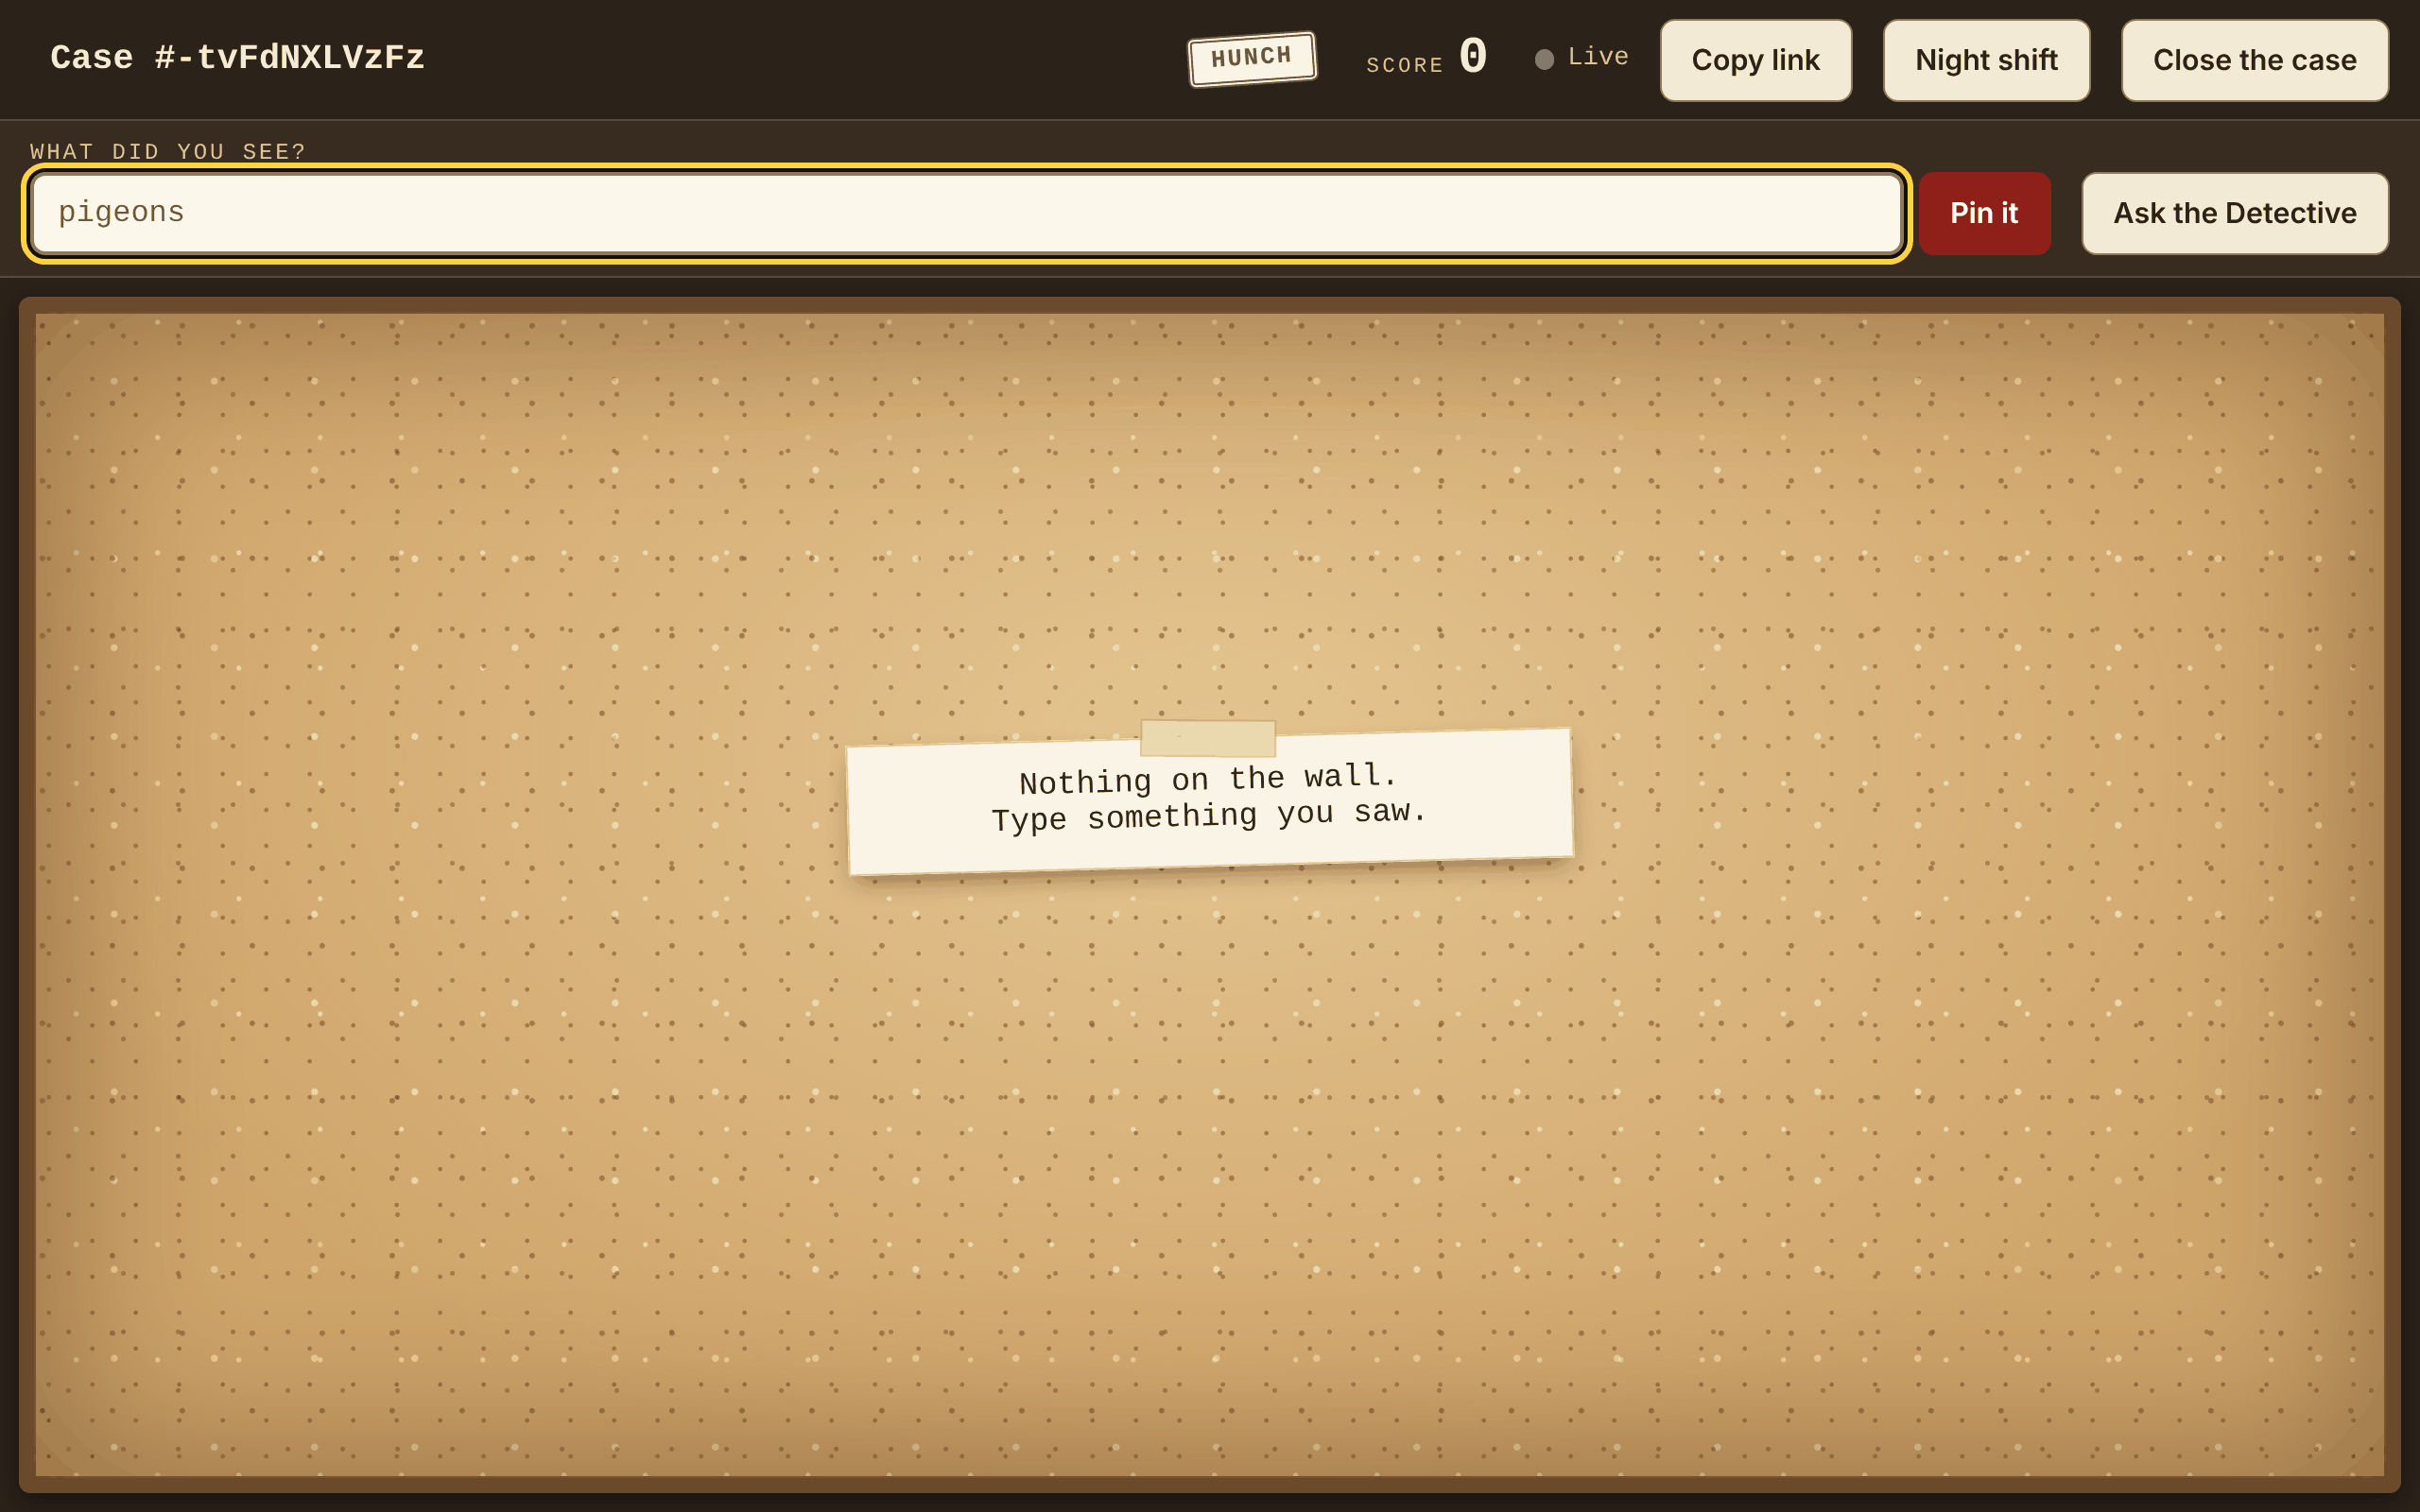 Case #-tvFdNXLVzFz
HUNCH
SCORE 0
Live
Copy link
Night shift
Close the case
WHAT DID YOU SEE?
pigeons
Pin it
Ask the Detective
Nothing on the wall.
Type something you saw.